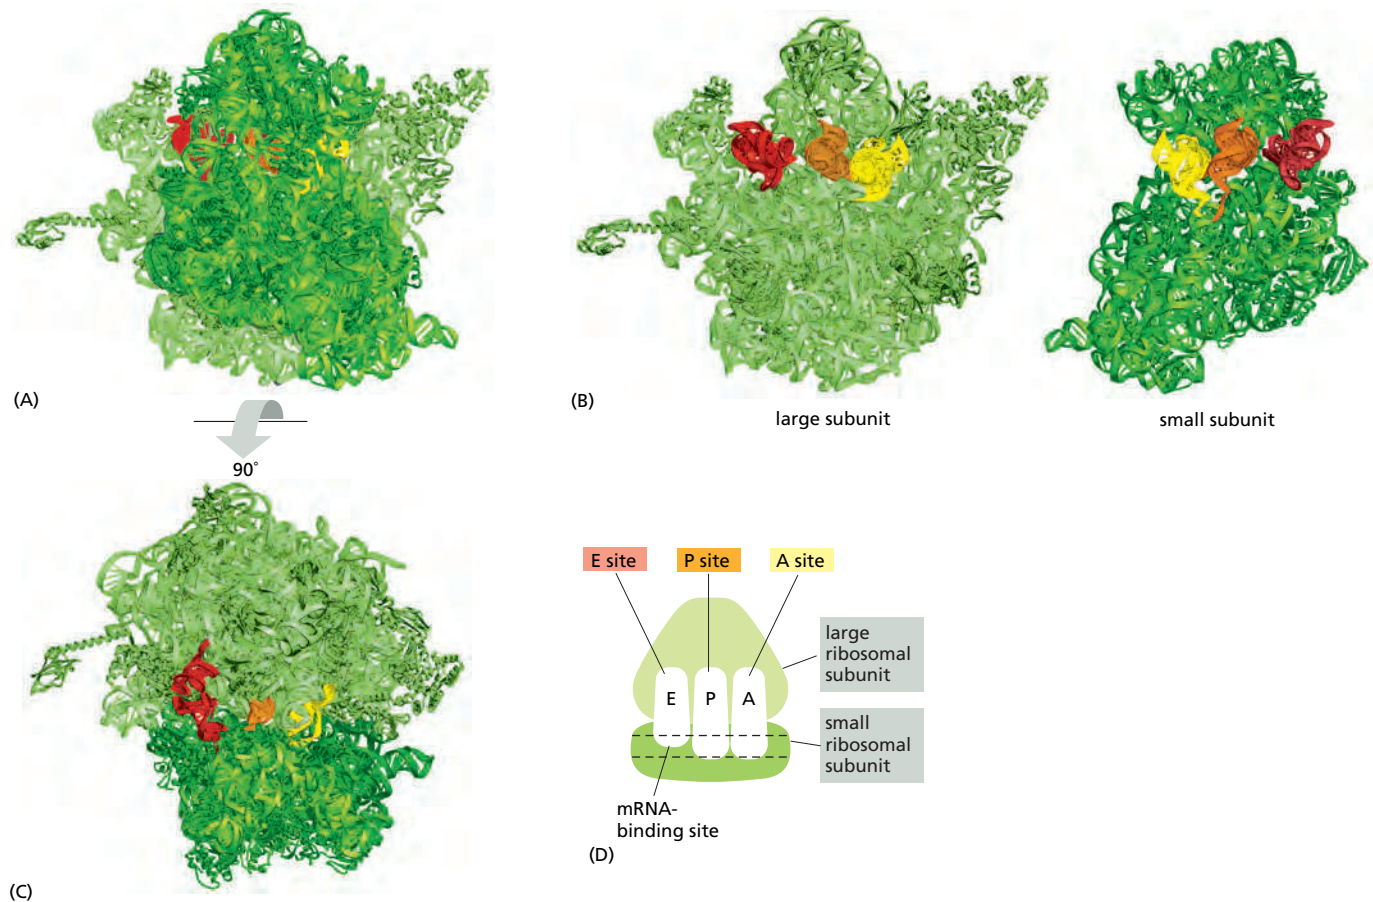 (A)
(B)
large subunit
small subunit
90°
(C)
E site
P site
A site
E
P
A
large
ribosomal
subunit
small
ribosomal
subunit
mRNA-
binding site
(D)